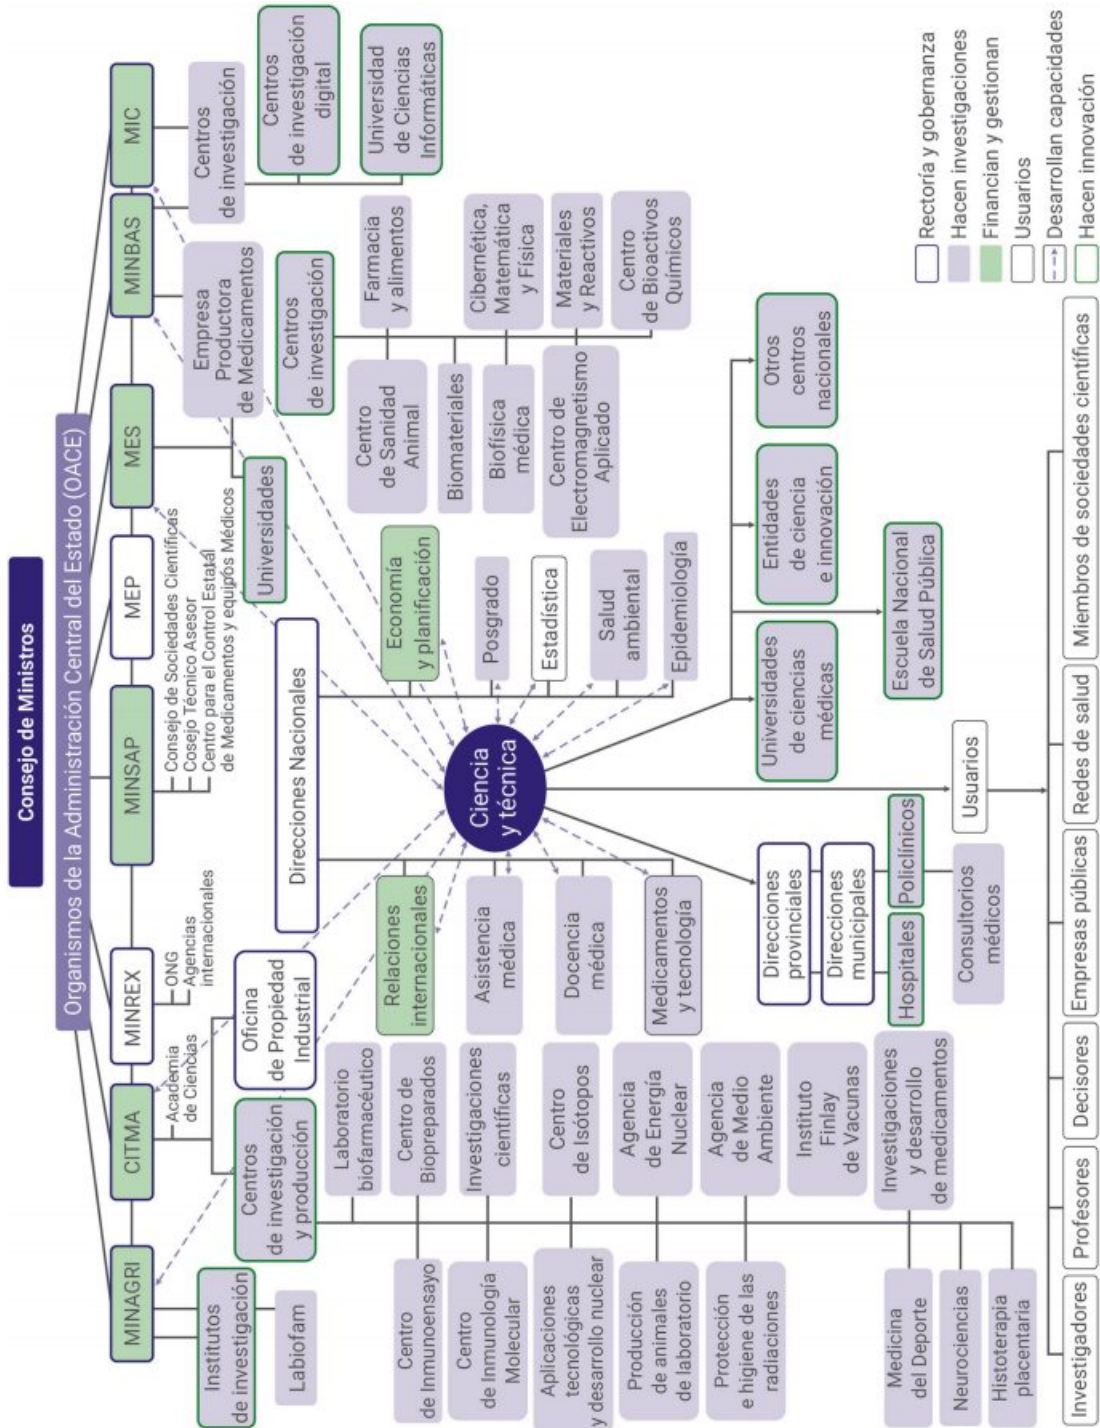 Consejo de Ministros
Organismos de la Administración Central del Estado (OACE)
MINAGRI
CITMA
MINREX
MINSAP
MEP
MES
MINBAS
MIC
Institutos
de investigación
Labiofam
Academia
de Ciencias
Centros
de investigación
y producción
Oficina
de Propiedad
Industrial
ONG
Agencias
internacionales
Consejo de Sociedades Científicas
Cosejo Técnico Asesor
Centro para el Control Estatal
de Medicamentos y equipos Médicos
Universidades
Empresa
Productora
de Medicamentos
Centros
de investigación
Centros
de investigación
digital
Universidad
de Ciencias
Informáticas
Centros
de investigación
Farmacia
y alimentos
Centro
de Sanidad
Animal
Biomateriales
Cibernética,
Matemática
y Física
Biofísica
médica
Materiales
y Reactivos
Centro de
Electromagnetismo
Aplicado
Centro
de Bioactivos
Químicos
Direcciones Nacionales
Relaciones
internacionales
Asistencia
médica
Docencia
médica
Medicamentos
y tecnología
Economía
y planificación
Posgrado
Estadística
Salud
ambiental
Epidemiología
Ciencia
y técnica
Laboratorio
biofarmacéutico
Centro de
Biopreparados
Centro
de Inmunoensayo
Investigaciones
científicas
Centro
de Inmunología
Molecular
Centro
de Isótopos
Aplicaciones
tecnológicas
y desarrollo nuclear
Agencia
de Energía
Nuclear
Producción
de animales
de laboratorio
Agencia
de Medio
Ambiente
Protección
e higiene de las
radiaciones
Instituto
Finlay
de Vacunas
Investigaciones
y desarrollo
de medicamentos
Medicina
del Deporte
Neurociencias
Histoterapia
placentaria
Direcciones
provinciales
Direcciones
municipales
Hospitales
Policlínicos
Consultorios
médicos
Universidades
de ciencias
médicas
Entidades
de ciencia
e innovación
Otros
centros
nacionales
Escuela Nacional
de Salud Pública
Usuarios
Investigadores
Profesores
Decisores
Empresas públicas
Redes de salud
Miembros de sociedades científicas
Rectoría y gobernanza
Hacen investigaciones
Financian y gestionan
Usuarios
Desarrollan capacidades
Hacen innovación